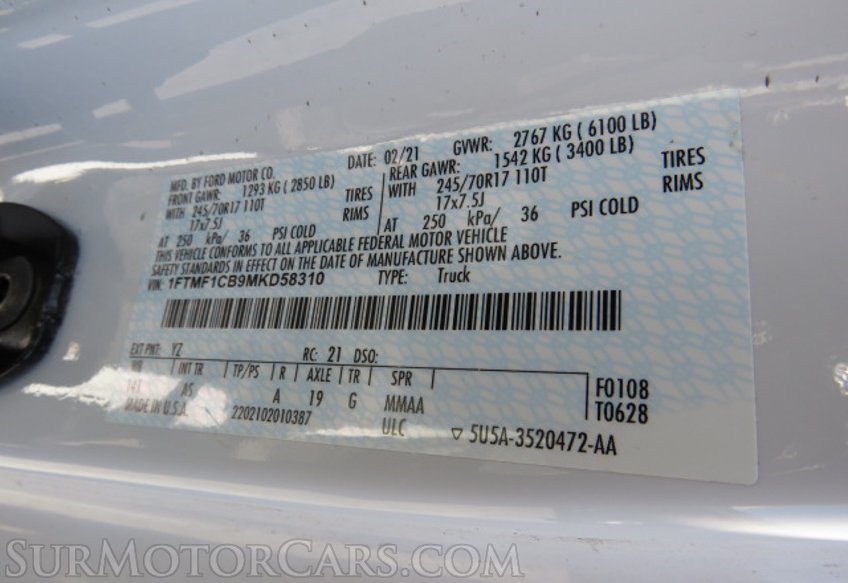 MFD. BY FORD MOTOR CO. DATE: 02/21 GVWR: 2767 KG ( 6100 LB)
FRONT GAWR: 1293 KG ( 2850 LB) REAR GAWR: 1542 KG ( 3400 LB)
WITH 245/70R17 110T TIRES WITH 245/70R17 110T TIRES
17x7.5J RIMS 17x7.5J RIMS
AT 250 kPa/ 36 PSI COLD AT 250 kPa/ 36 PSI COLD
THIS VEHICLE CONFORMS TO ALL APPLICABLE FEDERAL MOTOR VEHICLE
SAFETY STANDARDS IN EFFECT ON THE DATE OF MANUFACTURE SHOWN ABOVE.
VIN: 1FTMF1CB9MKD58310 TYPE: Truck
EXT PNT: YZ RC: 21 DSO:
WB INT TR TP/PS R AXLE TR SPR F0108
141 AS A 19 G MMAA T0628
MADE IN U.S.A. 2202102010387 ULC 5U5A-3520472-AA
SurMotorCars.com